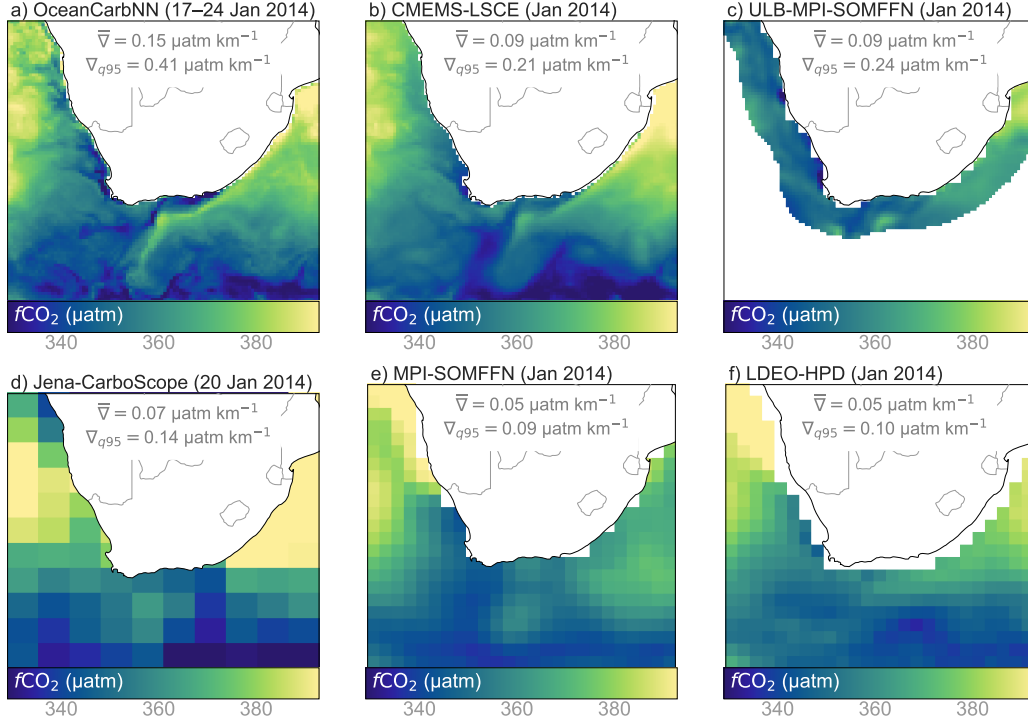 a) OceanCarbNN (17–24 Jan 2014)
∇̅ = 0.15 µatm km⁻¹
∇q95 = 0.41 µatm km⁻¹
fCO₂ (µatm)
340 360 380
b) CMEMS-LSCE (Jan 2014)
∇̅ = 0.09 µatm km⁻¹
∇q95 = 0.21 µatm km⁻¹
fCO₂ (µatm)
340 360 380
c) ULB-MPI-SOMFFN (Jan 2014)
∇̅ = 0.09 µatm km⁻¹
∇q95 = 0.24 µatm km⁻¹
fCO₂ (µatm)
340 360 380
d) Jena-CarboScope (20 Jan 2014)
∇̅ = 0.07 µatm km⁻¹
∇q95 = 0.14 µatm km⁻¹
fCO₂ (µatm)
340 360 380
e) MPI-SOMFFN (Jan 2014)
∇̅ = 0.05 µatm km⁻¹
∇q95 = 0.09 µatm km⁻¹
fCO₂ (µatm)
340 360 380
f) LDEO-HPD (Jan 2014)
∇̅ = 0.05 µatm km⁻¹
∇q95 = 0.10 µatm km⁻¹
fCO₂ (µatm)
340 360 380